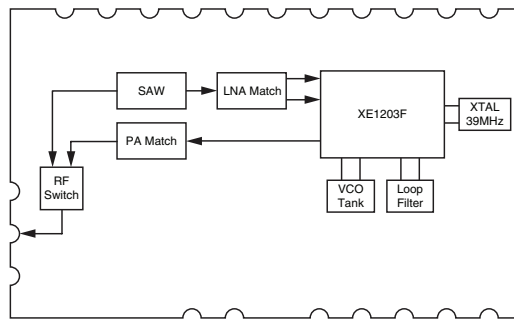 SAW
LNA Match
XE1203F
XTAL
39MHz
PA Match
RF
Switch
VCO
Tank
Loop
Filter